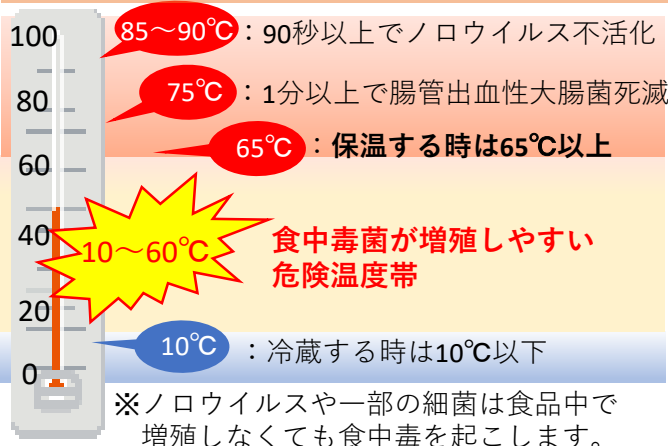 100
85～90℃：90秒以上でノロウイルス不活化
80
75℃：1分以上で腸管出血性大腸菌死滅
65℃：保温する時は65℃以上
60
40
10～60℃
食中毒菌が増殖しやすい
危険温度帯
20
10℃：冷蔵する時は10℃以下
0
※ノロウイルスや一部の細菌は食品中で
増殖しなくても食中毒を起こします。